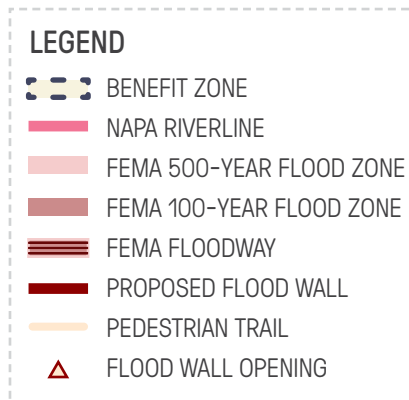 LEGEND
BENEFIT ZONE
NAPA RIVERLINE
FEMA 500-YEAR FLOOD ZONE
FEMA 100-YEAR FLOOD ZONE
FEMA FLOODWAY
PROPOSED FLOOD WALL
PEDESTRIAN TRAIL
FLOOD WALL OPENING